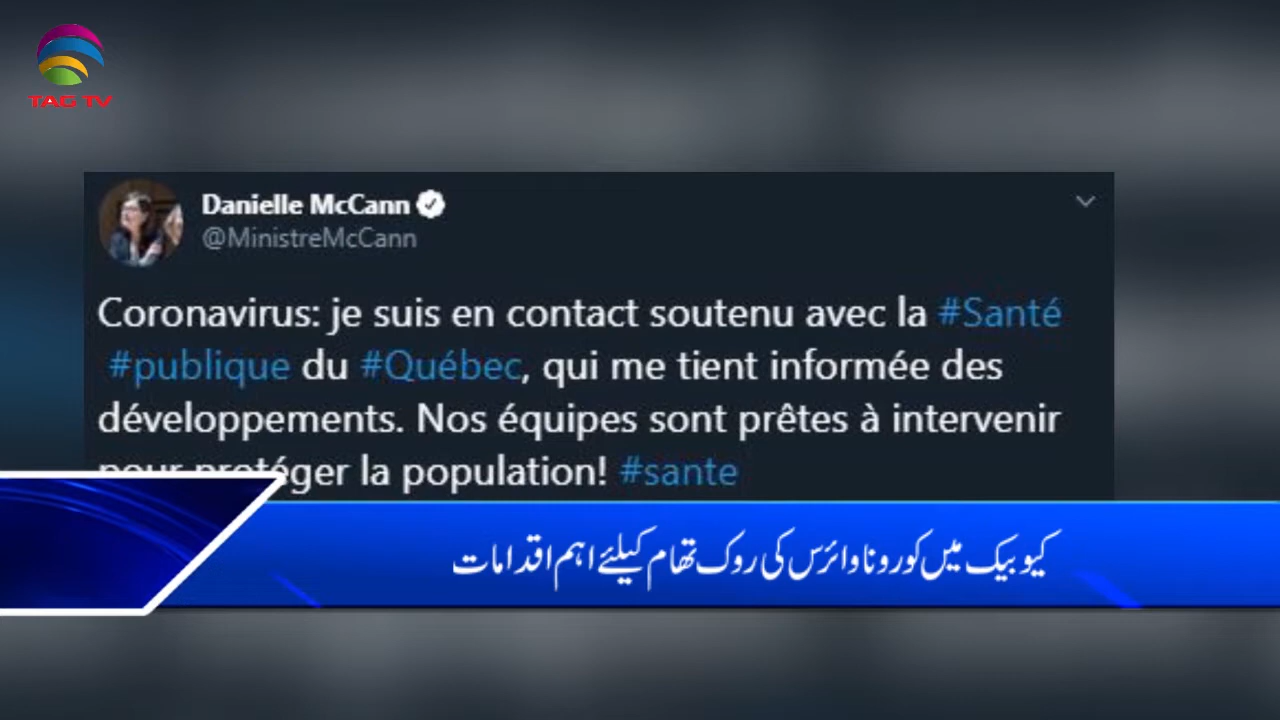 TAG TV
Danielle McCann
@MinistreMcCann
Coronavirus: je suis en contact soutenu avec la #Santé
#publique du #Québec, qui me tient informée des
développements. Nos équipes sont prêtes à intervenir
pour protéger la population! #sante
کیوبیک میں کورونا وائرس کی روک تھام کیلئے اہم اقدامات